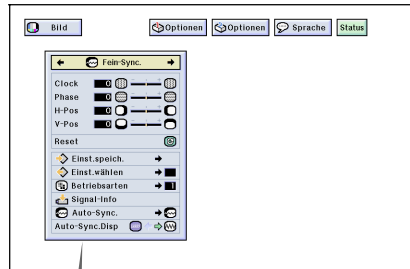 Bild
Optionen
Optionen
Sprache
Status
Fein-Sync.
Clock 0
Phase 0
H-Pos 0
V-Pos 0
Reset
Einst.speich.
Einst.wählen
Betriebsarten 1
Signal-Info
Auto-Sync.
Auto-Sync.Disp